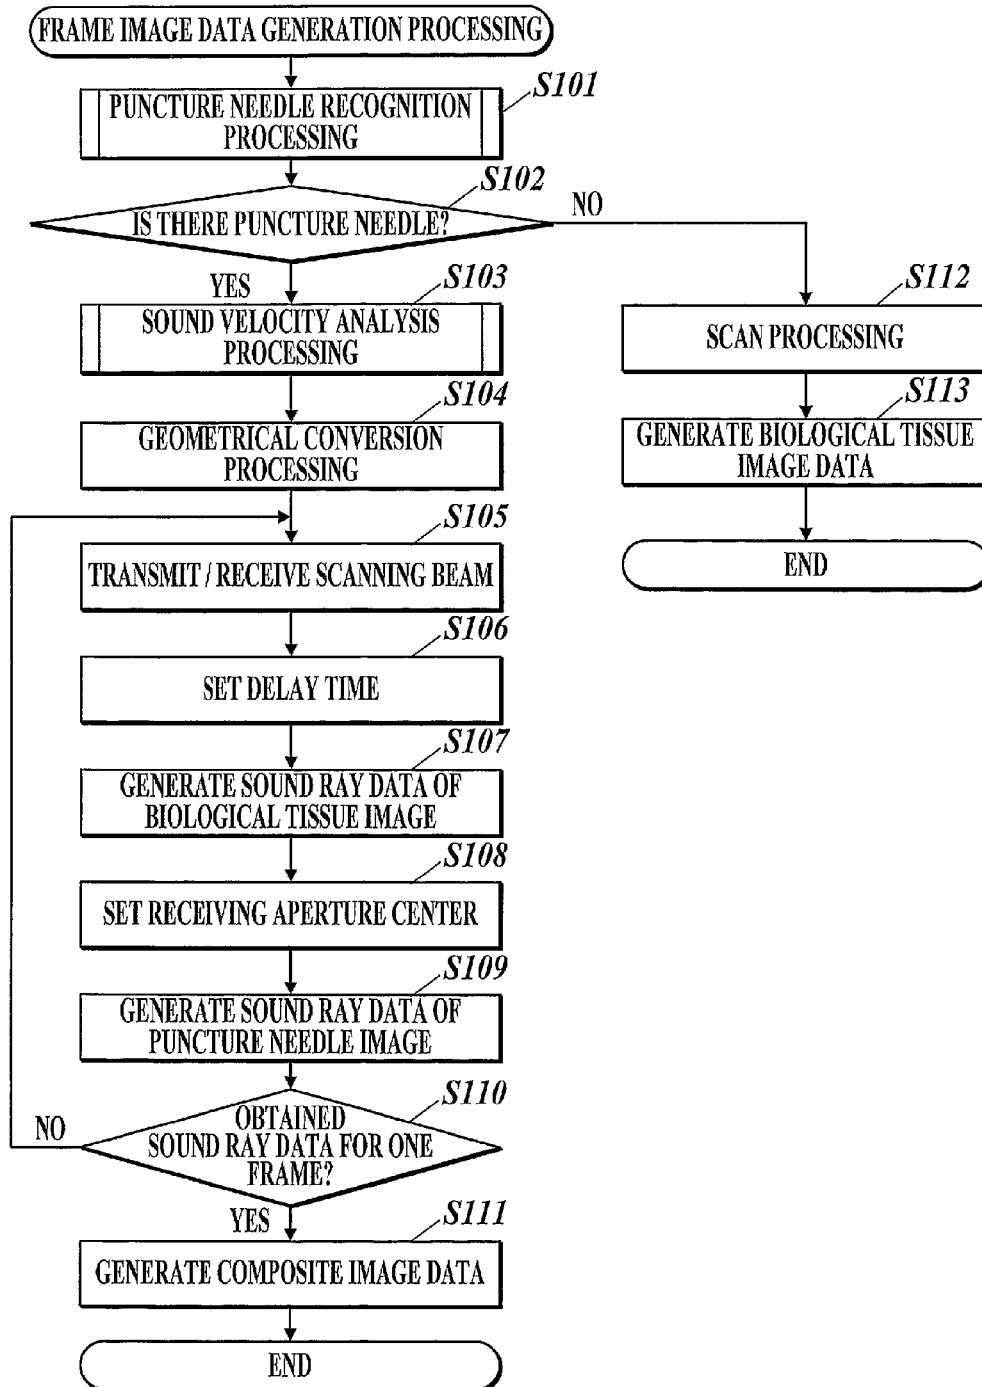 FRAME IMAGE DATA GENERATION PROCESSING
S101
PUNCTURE NEEDLE RECOGNITION
PROCESSING
S102
IS THERE PUNCTURE NEEDLE?
NO
YES
S103
SOUND VELOCITY ANALYSIS
PROCESSING
S104
GEOMETRICAL CONVERSION
PROCESSING
S105
TRANSMIT / RECEIVE SCANNING BEAM
S106
SET DELAY TIME
S107
GENERATE SOUND RAY DATA OF
BIOLOGICAL TISSUE IMAGE
S108
SET RECEIVING APERTURE CENTER
S109
GENERATE SOUND RAY DATA OF
PUNCTURE NEEDLE IMAGE
S110
OBTAINED
SOUND RAY DATA FOR ONE
FRAME?
NO
YES
S111
GENERATE COMPOSITE IMAGE DATA
END
S112
SCAN PROCESSING
S113
GENERATE BIOLOGICAL TISSUE
IMAGE DATA
END